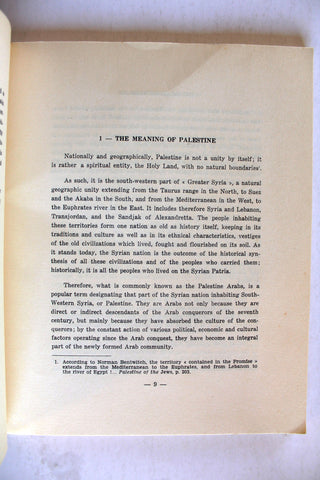 1 — THE MEANING OF PALESTINE
Nationally and geographically, Palestine is not a unity by itself; it
is rather a spiritual entity, the Holy Land, with no natural boundaries¹.
As such, it is the south-western part of « Greater Syria », a natural
geographic unity extending from the Taurus range in the North, to Suez
and the Akaba in the South, and from the Mediterranean in the West, to
the Euphrates river in the East. It includes therefore Syria and Lebanon,
Transjordan, and the Sandjak of Alexandretta. The people inhabiting
these territories form one nation as old as history itself, keeping in its
traditions and culture as well as in its ethnical characteristics, vestiges
of the old civilizations which lived, fought and flourished on its soil. As
it stands today, the Syrian nation is the outcome of the historical syn-
thesis of all these civilizations and of the peoples who carried them;
historically, it is all the peoples who lived on the Syrian Patria.
Therefore, what is commonly known as the Palestine Arabs, is a
popular term designating that part of the Syrian nation inhabiting South-
Western Syria, or Palestine. They are Arabs not only because they are
direct or indirect descendants of the Arab conquerors of the seventh
century, but mainly because they have absorbed the culture of the con-
querors; by the constant action of various political, economic and cultural
factors operating since the Arab conquest, they have become an integral
part of the newly formed Arab community.
1. According to Norman Bentwitch, the territory « contained in the Promise »
extends from the Mediterranean to the Euphrates, and from Lebanon to
the river of Egypt :.. Palestine of the Jews, p. 203.
— 9 —